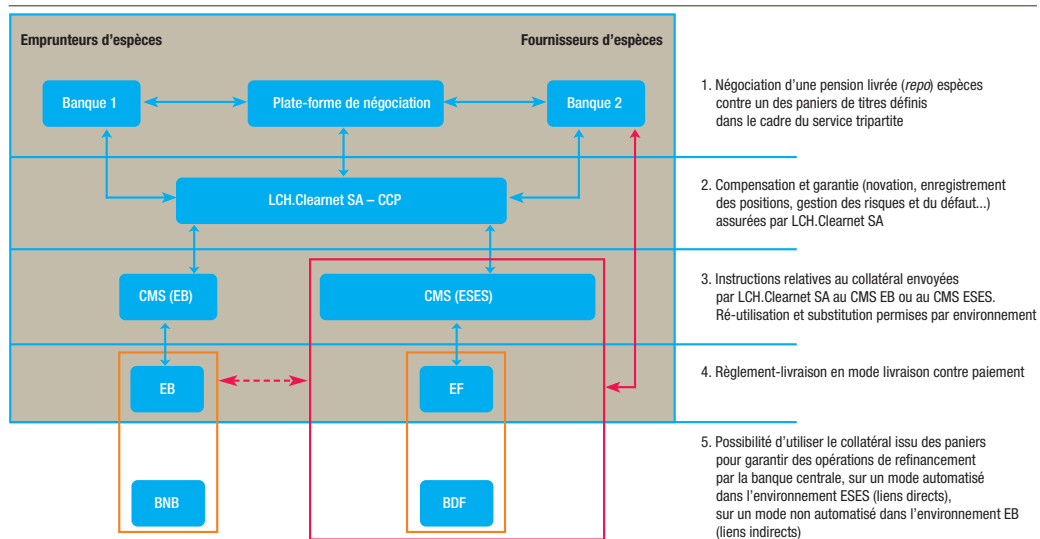 Emprunteurs d'espèces
Fournisseurs d'espèces
Banque 1
Plate-forme de négociation
Banque 2
1. Négociation d'une pension livrée (repo) espèces
contre un des paniers de titres définis
dans le cadre du service tripartite
LCH.Clearnet SA – CCP
2. Compensation et garantie (novation, enregistrement
des positions, gestion des risques et du défaut...)
assurées par LCH.Clearnet SA
CMS (EB)
CMS (ESES)
3. Instructions relatives au collatéral envoyées
par LCH.Clearnet SA au CMS EB ou au CMS ESES.
Ré-utilisation et substitution permises par environnement
EB
EF
4. Règlement-livraison en mode livraison contre paiement
BNB
BDF
5. Possibilité d'utiliser le collatéral issu des paniers
pour garantir des opérations de refinancement
par la banque centrale, sur un mode automatisé
dans l'environnement ESES (liens directs),
sur un mode non automatisé dans l'environnement EB
(liens indirects)